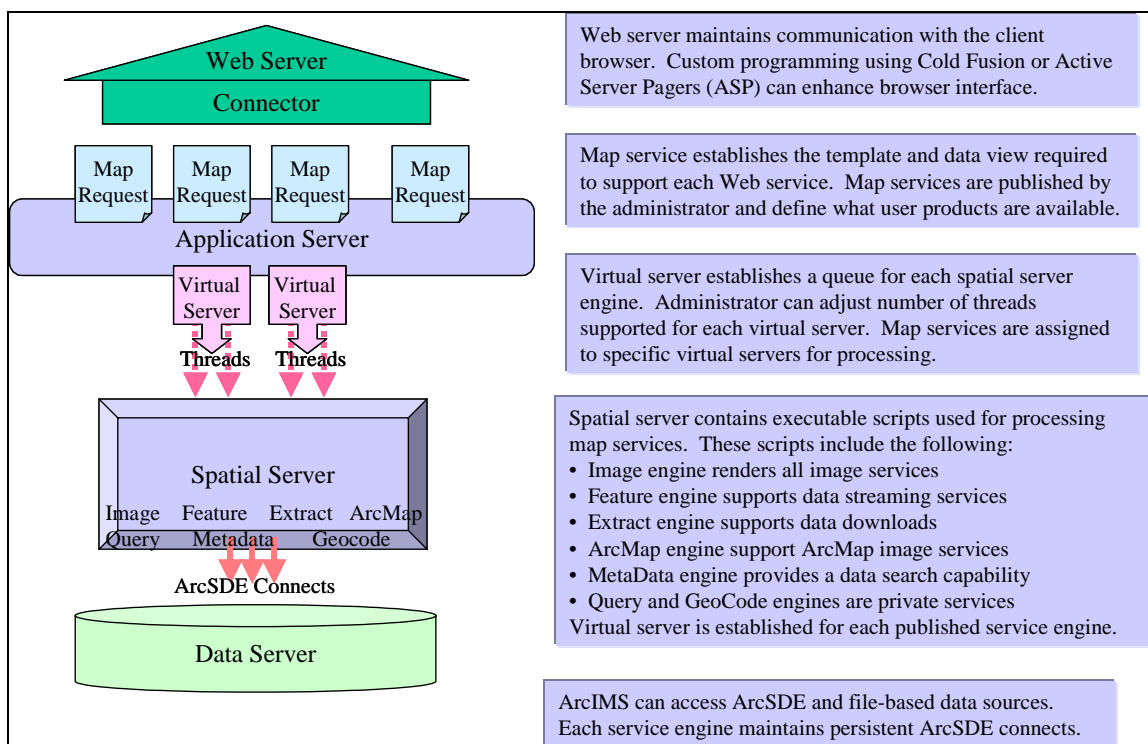 Web Server
Connector
Map
Request
Map
Request
Map
Request
Map
Request
Application Server
Virtual
Server
Virtual
Server
Threads
Threads
Spatial Server
Image Feature Extract ArcMap
Query Metadata Geocode
ArcSDE Connects
Data Server
Web server maintains communication with the client
browser. Custom programming using Cold Fusion or Active
Server Pagers (ASP) can enhance browser interface.
Map service establishes the template and data view required
to support each Web service. Map services are published by
the administrator and define what user products are available.
Virtual server establishes a queue for each spatial server
engine. Administrator can adjust number of threads
supported for each virtual server. Map services are assigned
to specific virtual servers for processing.
Spatial server contains executable scripts used for processing
map services. These scripts include the following:
• Image engine renders all image services
• Feature engine supports data streaming services
• Extract engine supports data downloads
• ArcMap engine support ArcMap image services
• MetaData engine provides a data search capability
• Query and GeoCode engines are private services
Virtual server is established for each published service engine.
ArcIMS can access ArcSDE and file-based data sources.
Each service engine maintains persistent ArcSDE connects.